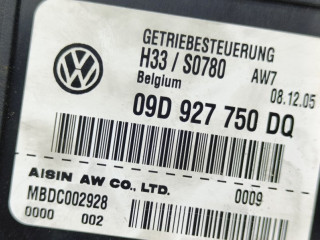 GETRIEBESTEUERUNG
H33 / S0780 AW7
Belgium 08.12.05
09D 927 750 DQ
AISIN AW CO., LTD. 0009
MBDC002928
0000 002